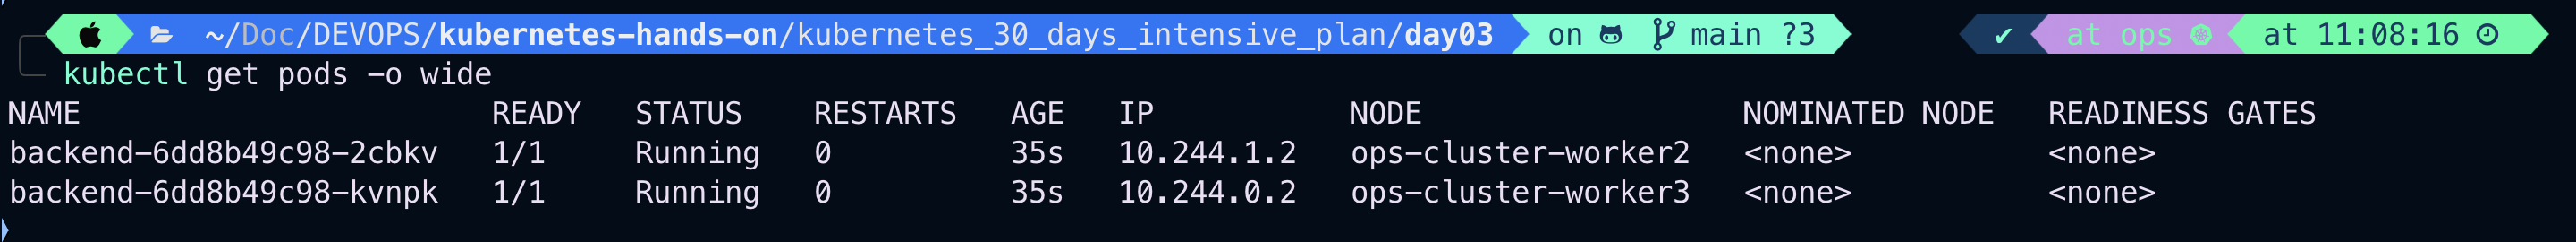 ~/Doc/DEVOPS/kubernetes-hands-on/kubernetes_30_days_intensive_plan/day03 on main ?3 ✔ at ops at 11:08:16
kubectl get pods -o wide
NAME READY STATUS RESTARTS AGE IP NODE NOMINATED NODE READINESS GATES
backend-6dd8b49c98-2cbkv 1/1 Running 0 35s 10.244.1.2 ops-cluster-worker2 <none> <none>
backend-6dd8b49c98-kvnpk 1/1 Running 0 35s 10.244.0.2 ops-cluster-worker3 <none> <none>